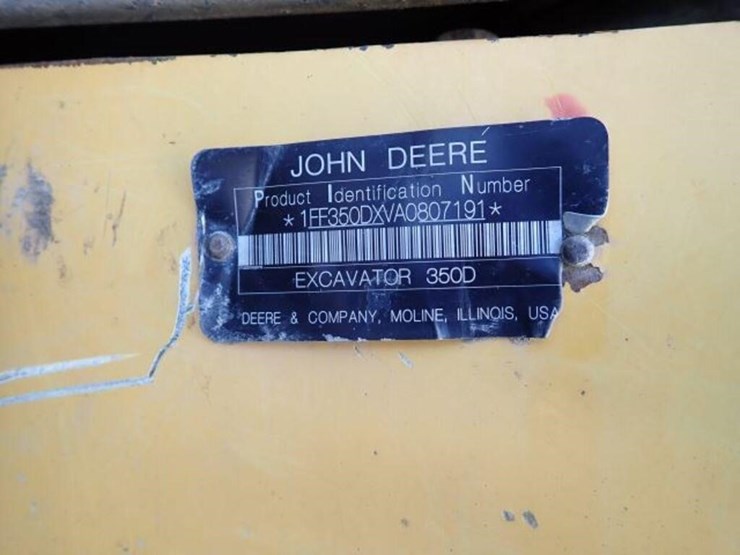 JOHN DEERE
Product Identification Number
*1FF350DXVA0807191*
EXCAVATOR 350D
DEERE & COMPANY, MOLINE, ILLINOIS, USA